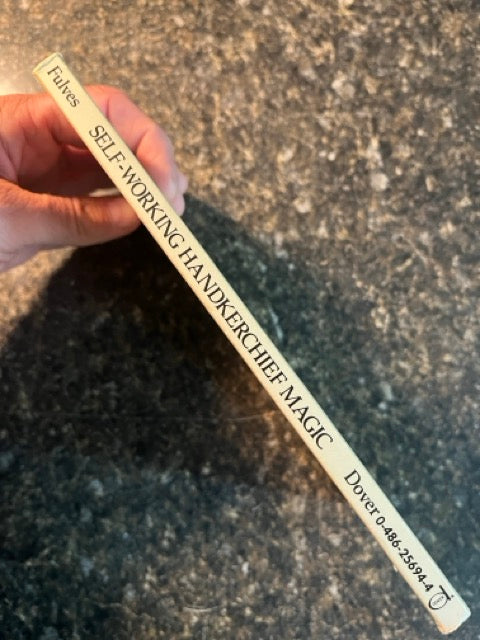 Fulves SELF-WORKING HANDKERCHIEF MAGIC Dover 0-486-25694-4